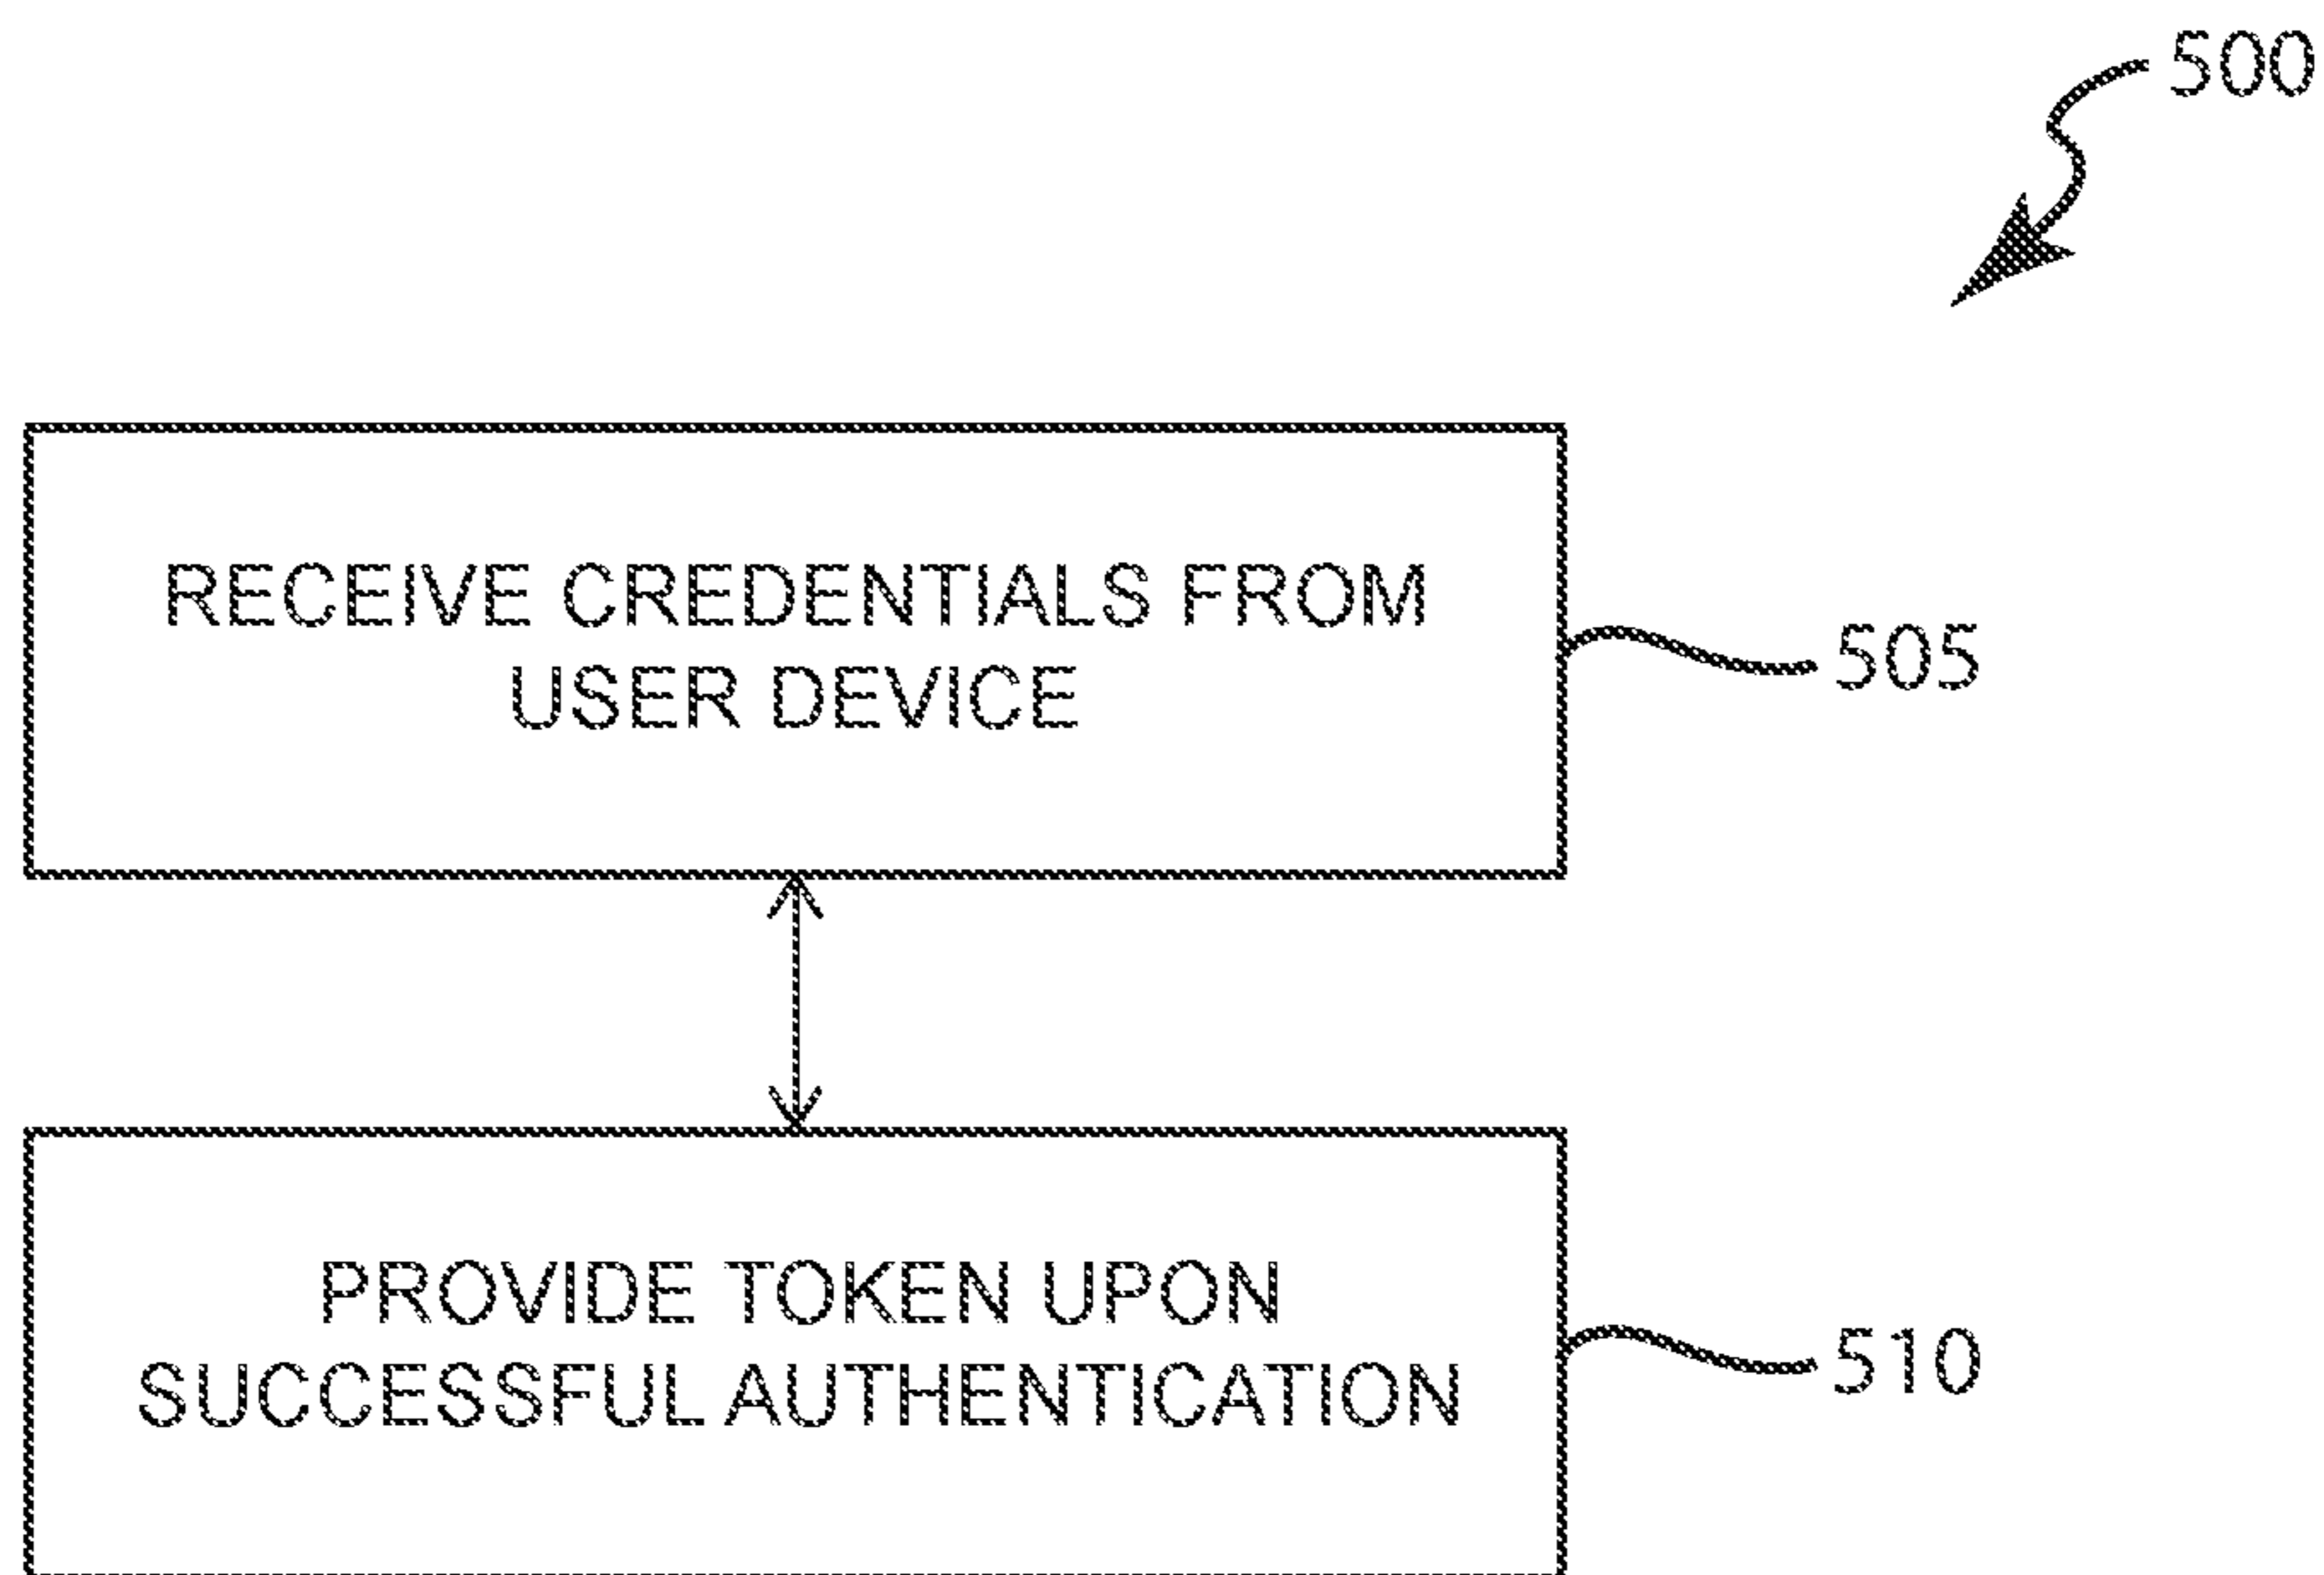 500
RECEIVE CREDENTIALS FROM
USER DEVICE
505
PROVIDE TOKEN UPON
SUCCESSFUL AUTHENTICATION
510